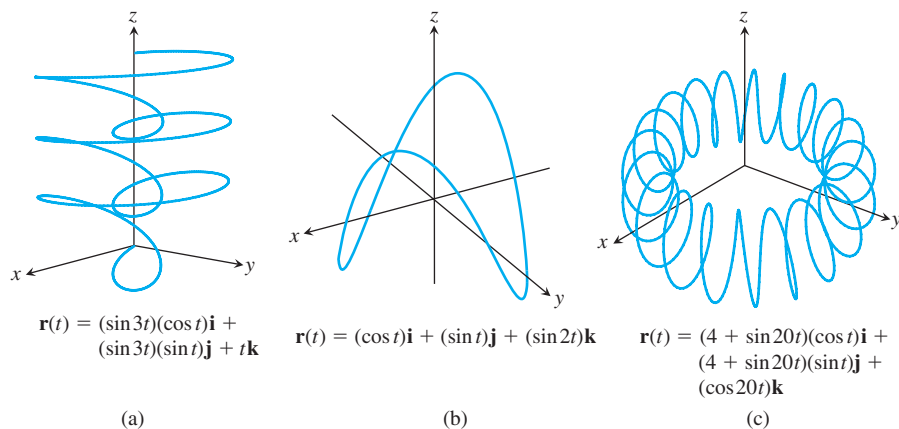 z
x
y
r(t) = (sin 3t)(cos t)i +
(sin 3t)(sin t)j + tk
(a)
z
x
y
r(t) = (cos t)i + (sin t)j + (sin 2t)k
(b)
z
x
y
r(t) = (4 + sin 20t)(cos t)i +
(4 + sin 20t)(sin t)j +
(cos 20t)k
(c)